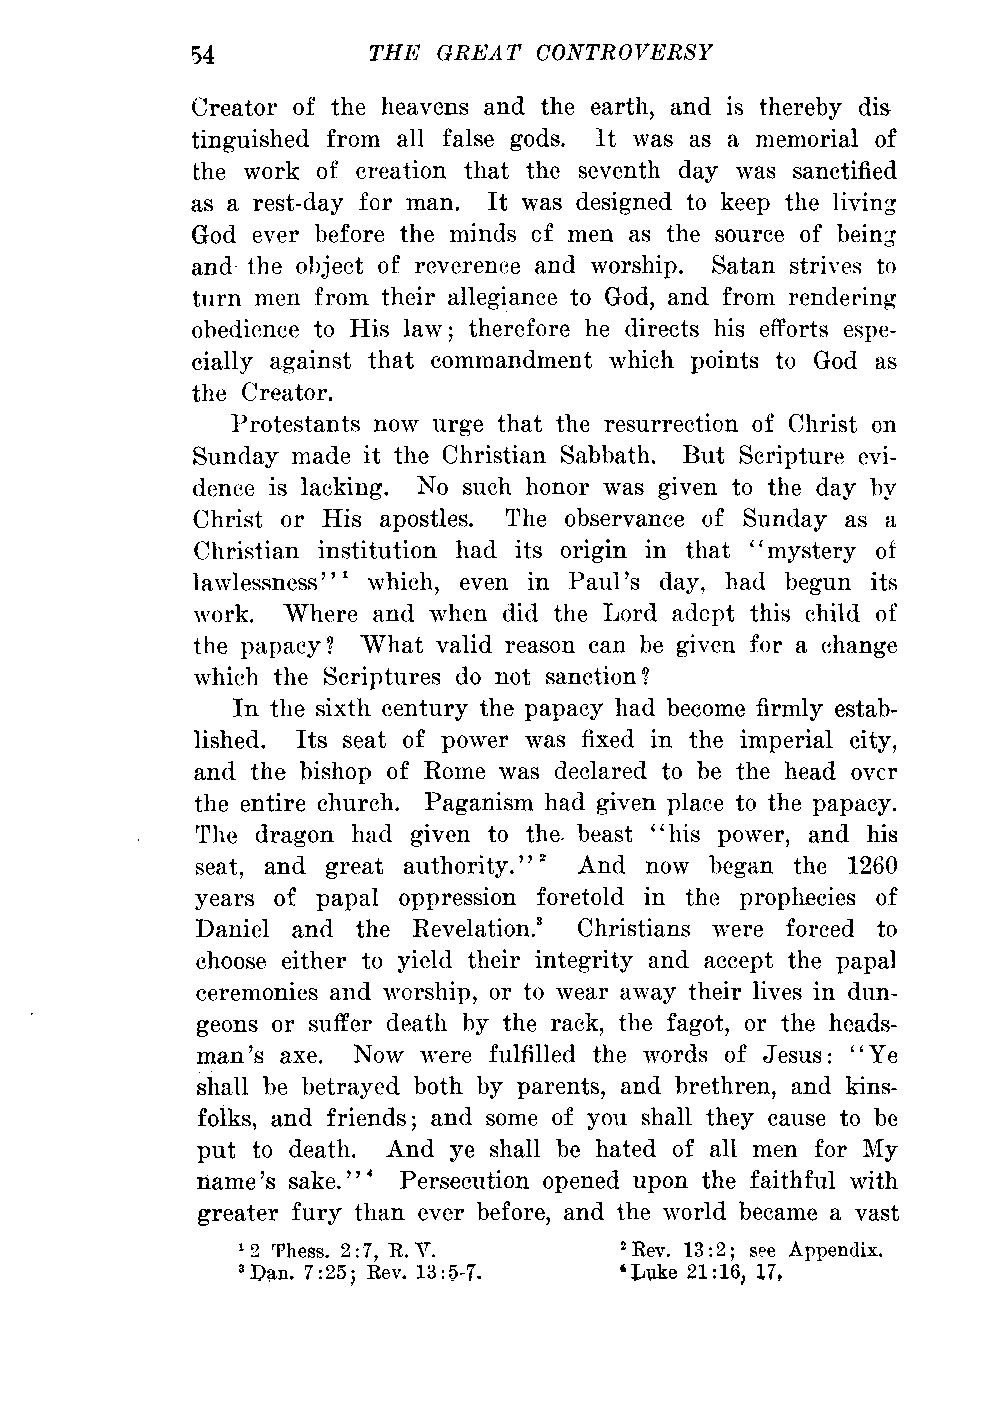 54 THE GREAT CONTROVERSY
Creator of the heavens and the earth, and is thereby dis
tinguished from all false gods. It was as a memorial of
the work of creation that the seventh day was sanctified
as a rest-day for man. It was designed to keep the living
God ever before the minds of men as the source of being
and the object of reverence and worship. Satan strives to
turn men from their allegiance to God, and from rendering
obedience to His law; therefore he directs his efforts espe-
cially against that commandment which points to God as
the Creator.
Protestants now urge that the resurrection of Christ on
Sunday made it the Christian Sabbath. But Scripture evi-
dence is lacking. No such honor was given to the day by
Christ or His apostles. The observance of Sunday as a
Christian institution had its origin in that “mystery of
lawlessness”¹ which, even in Paul's day, had begun its
work. Where and when did the Lord adopt this child of
the papacy? What valid reason can be given for a change
which the Scriptures do not sanction?
In the sixth century the papacy had become firmly estab-
lished. Its seat of power was fixed in the imperial city,
and the bishop of Rome was declared to be the head over
the entire church. Paganism had given place to the papacy.
The dragon had given to the beast “his power, and his
seat, and great authority.”² And now began the 1260
years of papal oppression foretold in the prophecies of
Daniel and the Revelation.³ Christians were forced to
choose either to yield their integrity and accept the papal
ceremonies and worship, or to wear away their lives in dun-
geons or suffer death by the rack, the fagot, or the heads-
man's axe. Now were fulfilled the words of Jesus: “Ye
shall be betrayed both by parents, and brethren, and kins-
folks, and friends; and some of you shall they cause to be
put to death. And ye shall be hated of all men for My
name's sake.”⁴ Persecution opened upon the faithful with
greater fury than ever before, and the world became a vast
¹ 2 Thess. 2:7, R. V. ² Rev. 13:2; see Appendix.
³ Dan. 7:25; Rev. 13:5-7. ⁴ Luke 21:16, 17.